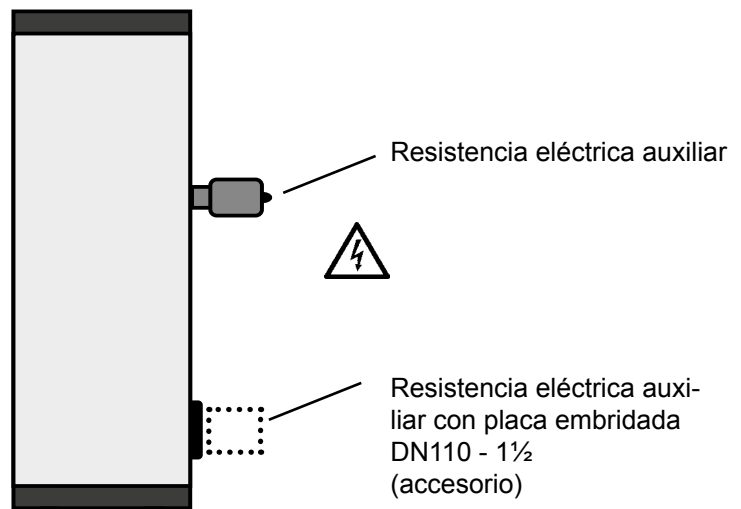 Resistencia eléctrica auxiliar
Resistencia eléctrica auxi-
liar con placa embridada
DN110 - 1½
(accesorio)